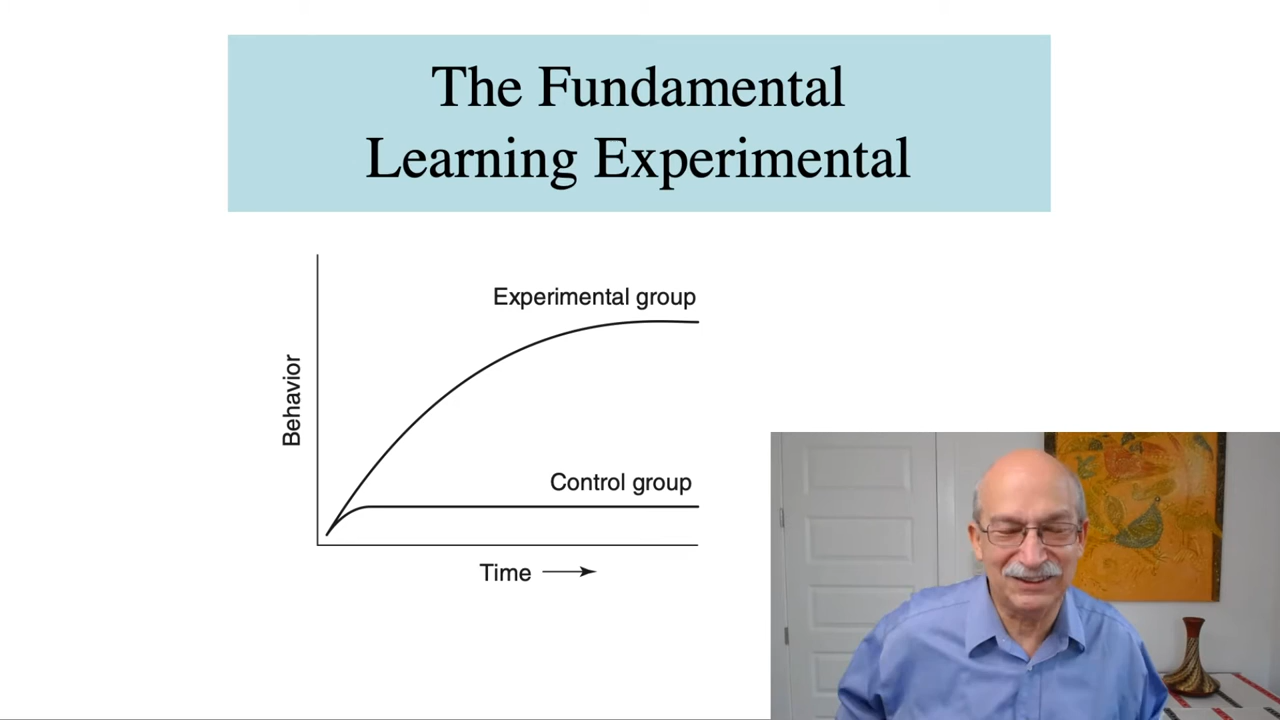 The Fundamental
Learning Experimental
Experimental group
Behavior
Control group
Time